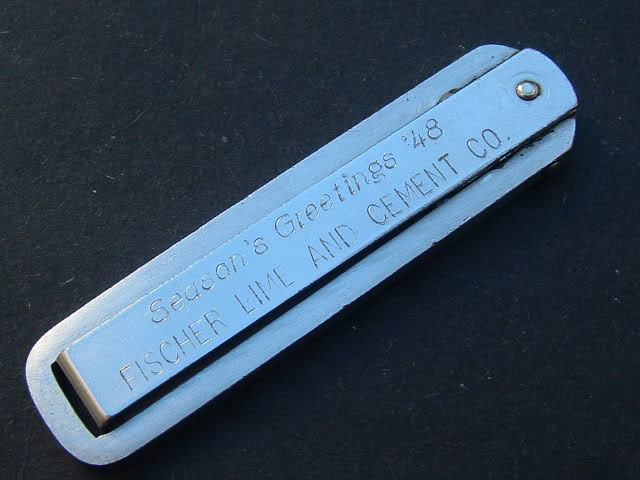 Season's Greetings '48
FISCHER LIME AND CEMENT CO.